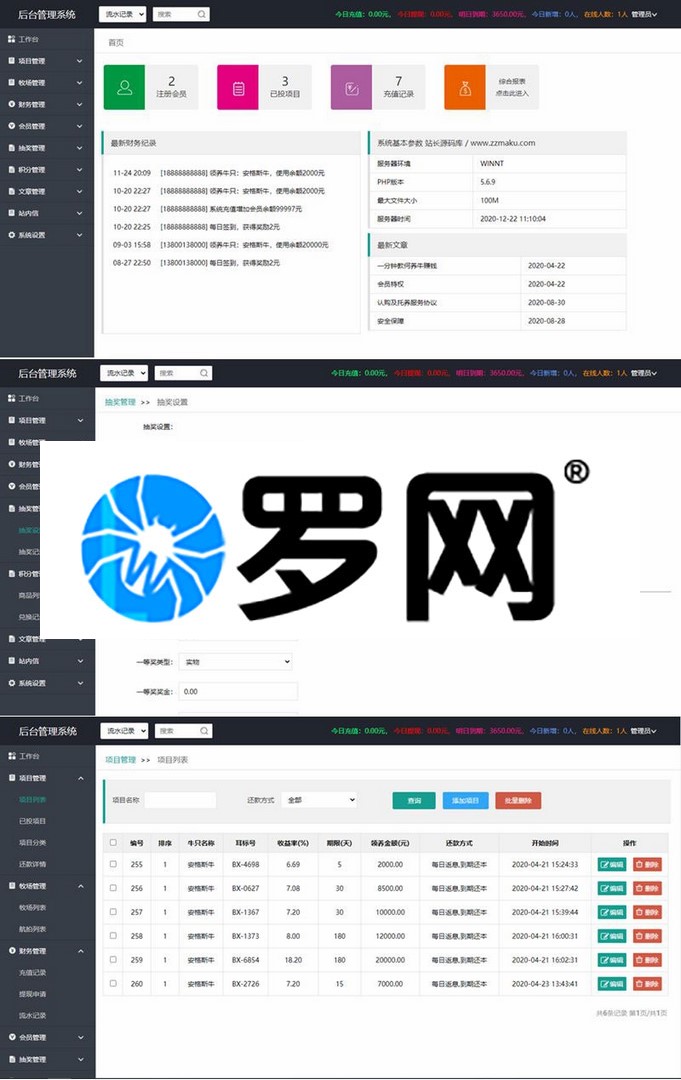 后台管理系统 流水记录 搜索 今日充值：0.00元， 今日提现：0.00元， 明日到期：3650.00元， 今日新增：0人， 在线人数：1人 管理员
工作台
项目管理
牧场管理
财务管理
会员管理
抽奖管理
积分管理
文章管理
站内信
系统设置
首页
2
注册会员
3
已投项目
7
充值记录
综合报表
点击此进入
最新财务纪录
11-24 20:09 [18888888888] 领养牛只：安格斯牛，使用余额2000元
10-20 22:27 [18888888888] 领养牛只：安格斯牛，使用余额2000元
10-20 22:27 [18888888888] 系统充值增加会员余额99997元
10-20 22:25 [18888888888] 每日签到，获得奖励2元
09-03 15:58 [13800138000] 领养牛只：安格斯牛，使用余额20000元
08-27 22:50 [13800138000] 每日签到，获得奖励2元
系统基本参数 站长源码库 / www.zzmaku.com
服务器环境 WINNT
PHP版本 5.6.9
最大文件大小 100M
服务器时间 2020-12-22 11:10:04
最新文章
一分钟教你养牛赚钱 2020-04-22
会员特权 2020-04-22
认购及托养服务协议 2020-08-30
安全保障 2020-08-28
后台管理系统 流水记录 搜索 今日充值：0.00元， 今日提现：0.00元， 明日到期：3650.00元， 今日新增：0人， 在线人数：1人 管理员
工作台
项目管理
牧场管理
财务
会员
抽奖管
抽奖
抽奖记
积分管
商品列
兑换记
文章管理
站内信
系统设置
抽奖管理 >> 抽奖设置
抽奖设置：
罗网®
一等奖类型： 实物
一等奖奖金： 0.00
后台管理系统 流水记录 搜索 今日充值：0.00元， 今日提现：0.00元， 明日到期：3650.00元， 今日新增：0人， 在线人数：1人 管理员
工作台
项目管理
项目列表
已投项目
项目分类
还款详情
牧场管理
牧场列表
航拍列表
财务管理
充值记录
提现申请
流水记录
会员管理
抽奖管理
项目管理 >> 项目列表
项目名称 还款方式 全部 查询 添加项目 批量删除
编号 排序 牛只名称 耳标号 收益率(%) 期限(天) 领养金额(元) 还款方式 开始时间 操作
255 1 安格斯牛 BX-4698 6.69 5 2000.00 每日返息,到期还本 2020-04-21 15:24:33 编辑 删除
256 1 安格斯牛 BX-0627 7.08 30 8500.00 每日返息,到期还本 2020-04-21 15:27:42 编辑 删除
257 1 安格斯牛 BX-1367 7.20 30 10000.00 每日返息,到期还本 2020-04-21 15:39:44 编辑 删除
258 1 安格斯牛 BX-1373 8.00 180 12000.00 每日返息,到期还本 2020-04-21 16:00:31 编辑 删除
259 1 安格斯牛 BX-6854 18.20 180 20000.00 每日返息,到期还本 2020-04-21 16:02:31 编辑 删除
260 1 安格斯牛 BX-2726 7.20 15 7000.00 每日返息,到期还本 2020-04-23 13:43:41 编辑 删除
共6条记录 第1页/共1页